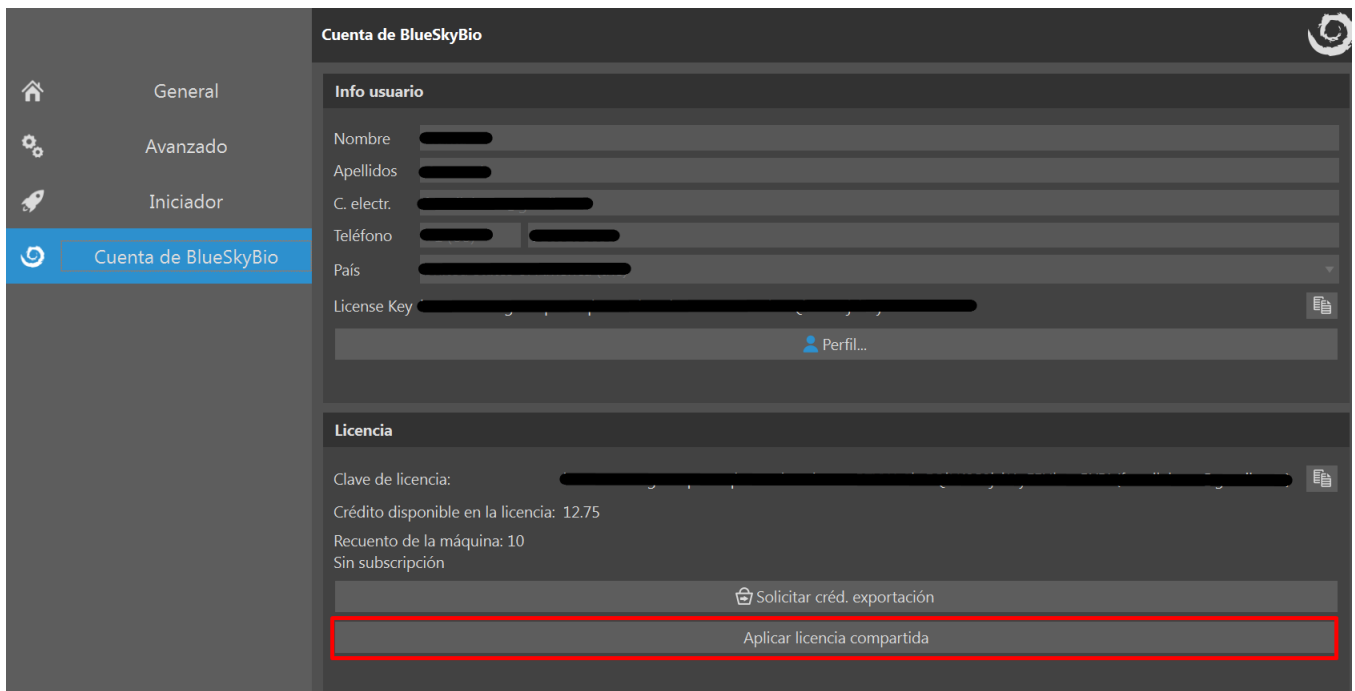 Cuenta de BlueSkyBio
General
Avanzado
Iniciador
Cuenta de BlueSkyBio
Info usuario
Nombre
Apellidos
C. electr.
Teléfono
País
License Key
Perfil...
Licencia
Clave de licencia:
Crédito disponible en la licencia: 12.75
Recuento de la máquina: 10
Sin subscripción
Solicitar créd. exportación
Aplicar licencia compartida